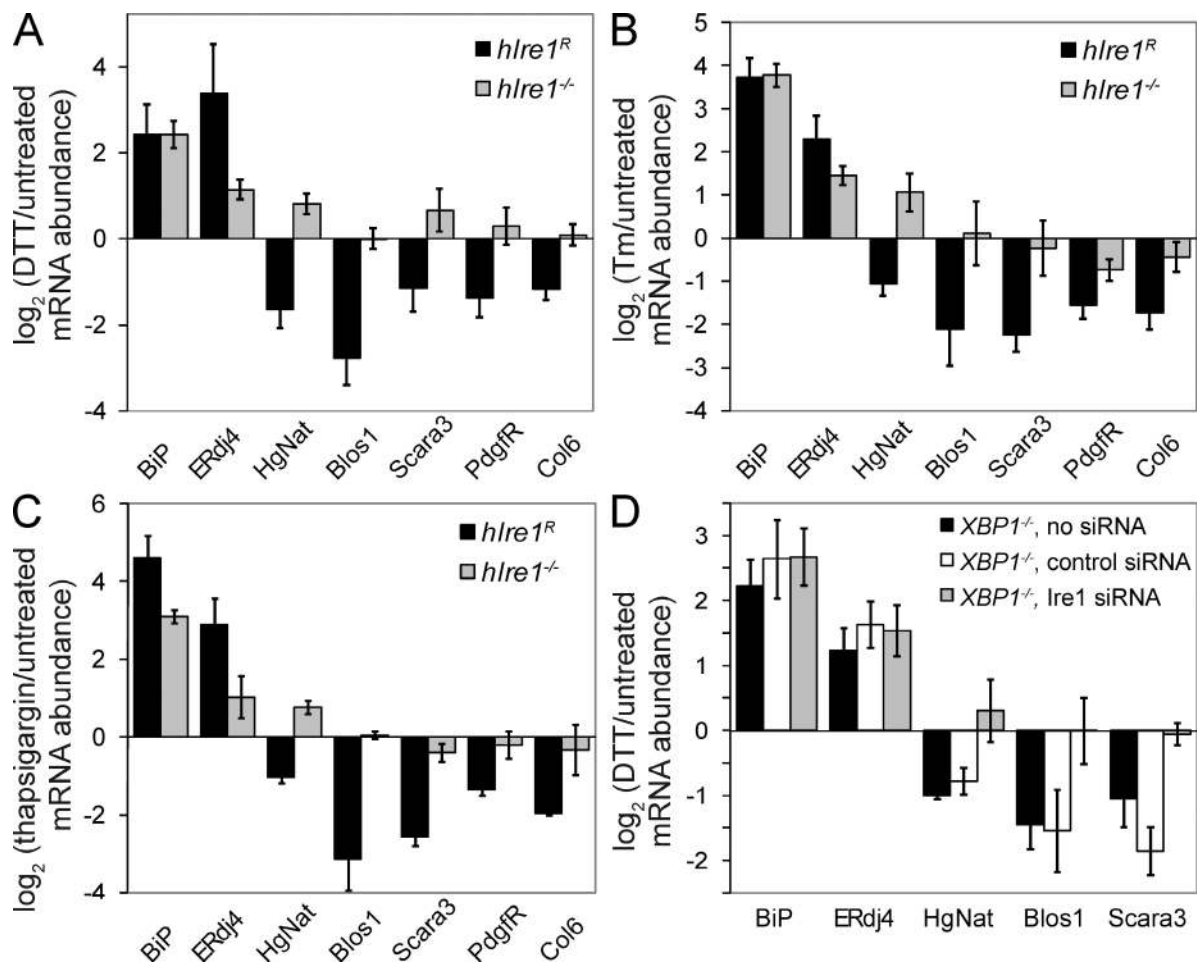 A
log₂ (DTT/untreated
mRNA abundance)
4
2
0
-2
-4
hIre1ᴿ
hIre1⁻/⁻
BiP
ERdj4
HgNat
Blos1
Scara3
PdgfR
Col6
B
log₂ (Tm/untreated
mRNA abundance)
5
4
3
2
1
0
-1
-2
-3
-4
hIre1ᴿ
hIre1⁻/⁻
BiP
ERdj4
HgNat
Blos1
Scara3
PdgfR
Col6
C
log₂ (thapsigargin/untreated
mRNA abundance)
6
4
2
0
-2
-4
hIre1ᴿ
hIre1⁻/⁻
BiP
ERdj4
HgNat
Blos1
Scara3
PdgfR
Col6
D
log₂ (DTT/untreated
mRNA abundance)
3
2
1
0
-1
-2
XBP1⁻/⁻, no siRNA
XBP1⁻/⁻, control siRNA
XBP1⁻/⁻, Ire1 siRNA
BiP
ERdj4
HgNat
Blos1
Scara3